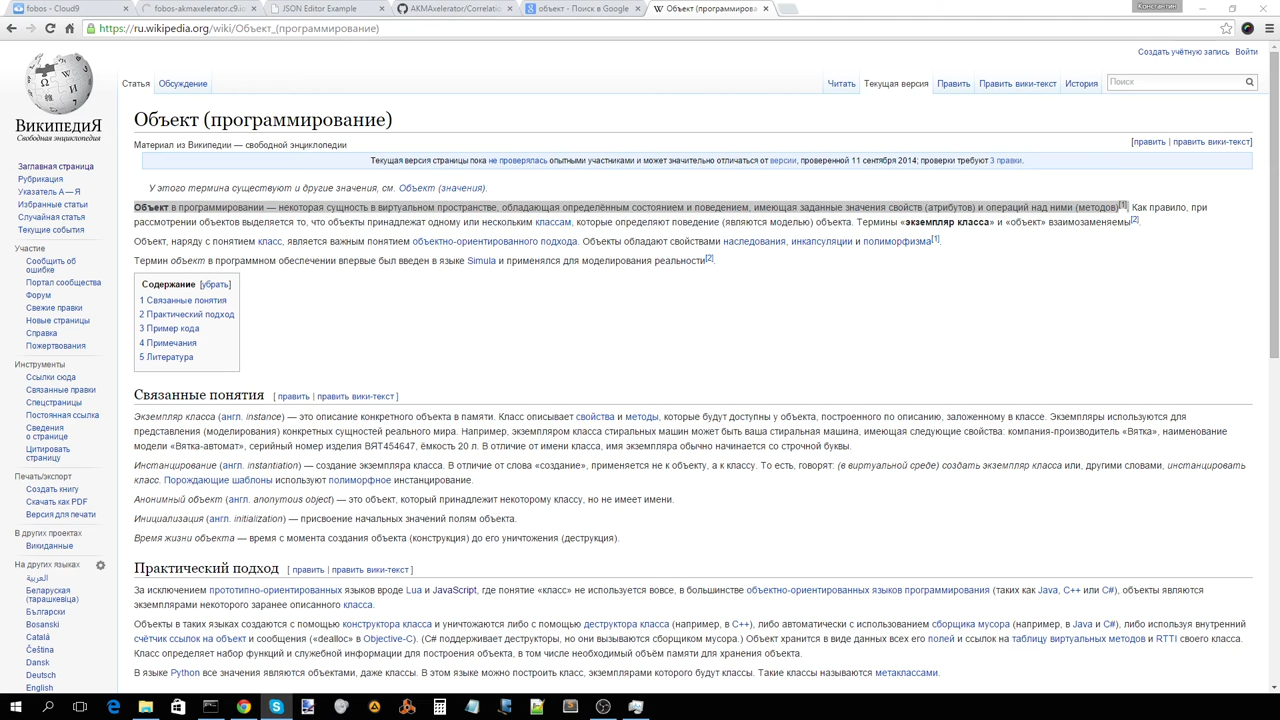 fobos - Cloud9
fobos-akmaxelerator.c9.io
JSON Editor Example
AKMAxelerator/Correlatio
объект - Поиск в Google
Объект (программирова
Константин
https://ru.wikipedia.org/wiki/Объект_(программирование)
Создать учётную запись Войти
Статья Обсуждение Читать Текущая версия Править Править вики-текст История Поиск
ВИКИПЕДИЯ
Свободная энциклопедия
Заглавная страница
Рубрикация
Указатель А — Я
Избранные статьи
Случайная статья
Текущие события
Участие
Сообщить об
ошибке
Портал сообщества
Форум
Свежие правки
Новые страницы
Справка
Пожертвования
Инструменты
Ссылки сюда
Связанные правки
Спецстраницы
Постоянная ссылка
Сведения
о странице
Цитировать
страницу
Печать/экспорт
Создать книгу
Скачать как PDF
Версия для печати
В других проектах
Викиданные
На других языках
العربية
Беларуская
(тарашкевіца)
Български
Bosanski
Català
Čeština
Dansk
Deutsch
English
Объект (программирование)
Материал из Википедии — свободной энциклопедии
[править | править вики-текст]
Текущая версия страницы пока не проверялась опытными участниками и может значительно отличаться от версии, проверенной 11 сентября 2014; проверки требуют 3 правки.
У этого термина существуют и другие значения, см. Объект (значения).
Объект в программировании — некоторая сущность в виртуальном пространстве, обладающая определённым состоянием и поведением, имеющая заданные значения свойств (атрибутов) и операций над ними (методов)[1]. Как правило, при
рассмотрении объектов выделяется то, что объекты принадлежат одному или нескольким классам, которые определяют поведение (являются моделью) объекта. Термины «экземпляр класса» и «объект» взаимозаменяемы[2].
Объект, наряду с понятием класс, является важным понятием объектно-ориентированного подхода. Объекты обладают свойствами наследования, инкапсуляции и полиморфизма[1].
Термин объект в программном обеспечении впервые был введен в языке Simula и применялся для моделирования реальности[2].
Содержание [убрать]
1 Связанные понятия
2 Практический подход
3 Пример кода
4 Примечания
5 Литература
Связанные понятия [ править | править вики-текст ]
Экземпляр класса (англ. instance) — это описание конкретного объекта в памяти. Класс описывает свойства и методы, которые будут доступны у объекта, построенного по описанию, заложенному в классе. Экземпляры используются для
представления (моделирования) конкретных сущностей реального мира. Например, экземпляром класса стиральных машин может быть ваша стиральная машина, имеющая следующие свойства: компания-производитель «Вятка», наименование
модели «Вятка-автомат», серийный номер изделия ВЯТ454647, ёмкость 20 л. В отличие от имени класса, имя экземпляра обычно начинается со строчной буквы.
Инстанцирование (англ. instantiation) — создание экземпляра класса. В отличие от слова «создание», применяется не к объекту, а к классу. То есть, говорят: (в виртуальной среде) создать экземпляр класса или, другими словами, инстанцировать
класс. Порождающие шаблоны используют полиморфное инстанцирование.
Анонимный объект (англ. anonymous object) — это объект, который принадлежит некоторому классу, но не имеет имени.
Инициализация (англ. initialization) — присвоение начальных значений полям объекта.
Время жизни объекта — время с момента создания объекта (конструкция) до его уничтожения (деструкция).
Практический подход [ править | править вики-текст ]
За исключением прототипно-ориентированных языков вроде Lua и JavaScript, где понятие «класс» не используется вовсе, в большинстве объектно-ориентированных языков программирования (таких как Java, C++ или C#), объекты являются
экземплярами некоторого заранее описанного класса.
Объекты в таких языках создаются с помощью конструктора класса и уничтожаются либо с помощью деструктора класса (например, в C++), либо автоматически с использованием сборщика мусора (например, в Java и C#), либо используя внутренний
счётчик ссылок на объект и сообщения («dealloc» в Objective-C). (C# поддерживает деструкторы, но они вызываются сборщиком мусора.) Объект хранится в виде данных всех его полей и ссылок на таблицу виртуальных методов и RTTI своего класса.
Класс определяет набор функций и служебной информации для построения объекта, в том числе необходимый объём памяти для хранения объекта.
В языке Python все значения являются объектами, даже классы. В этом языке можно построить класс, экземплярами которого будут классы. Такие классы называются метаклассами.